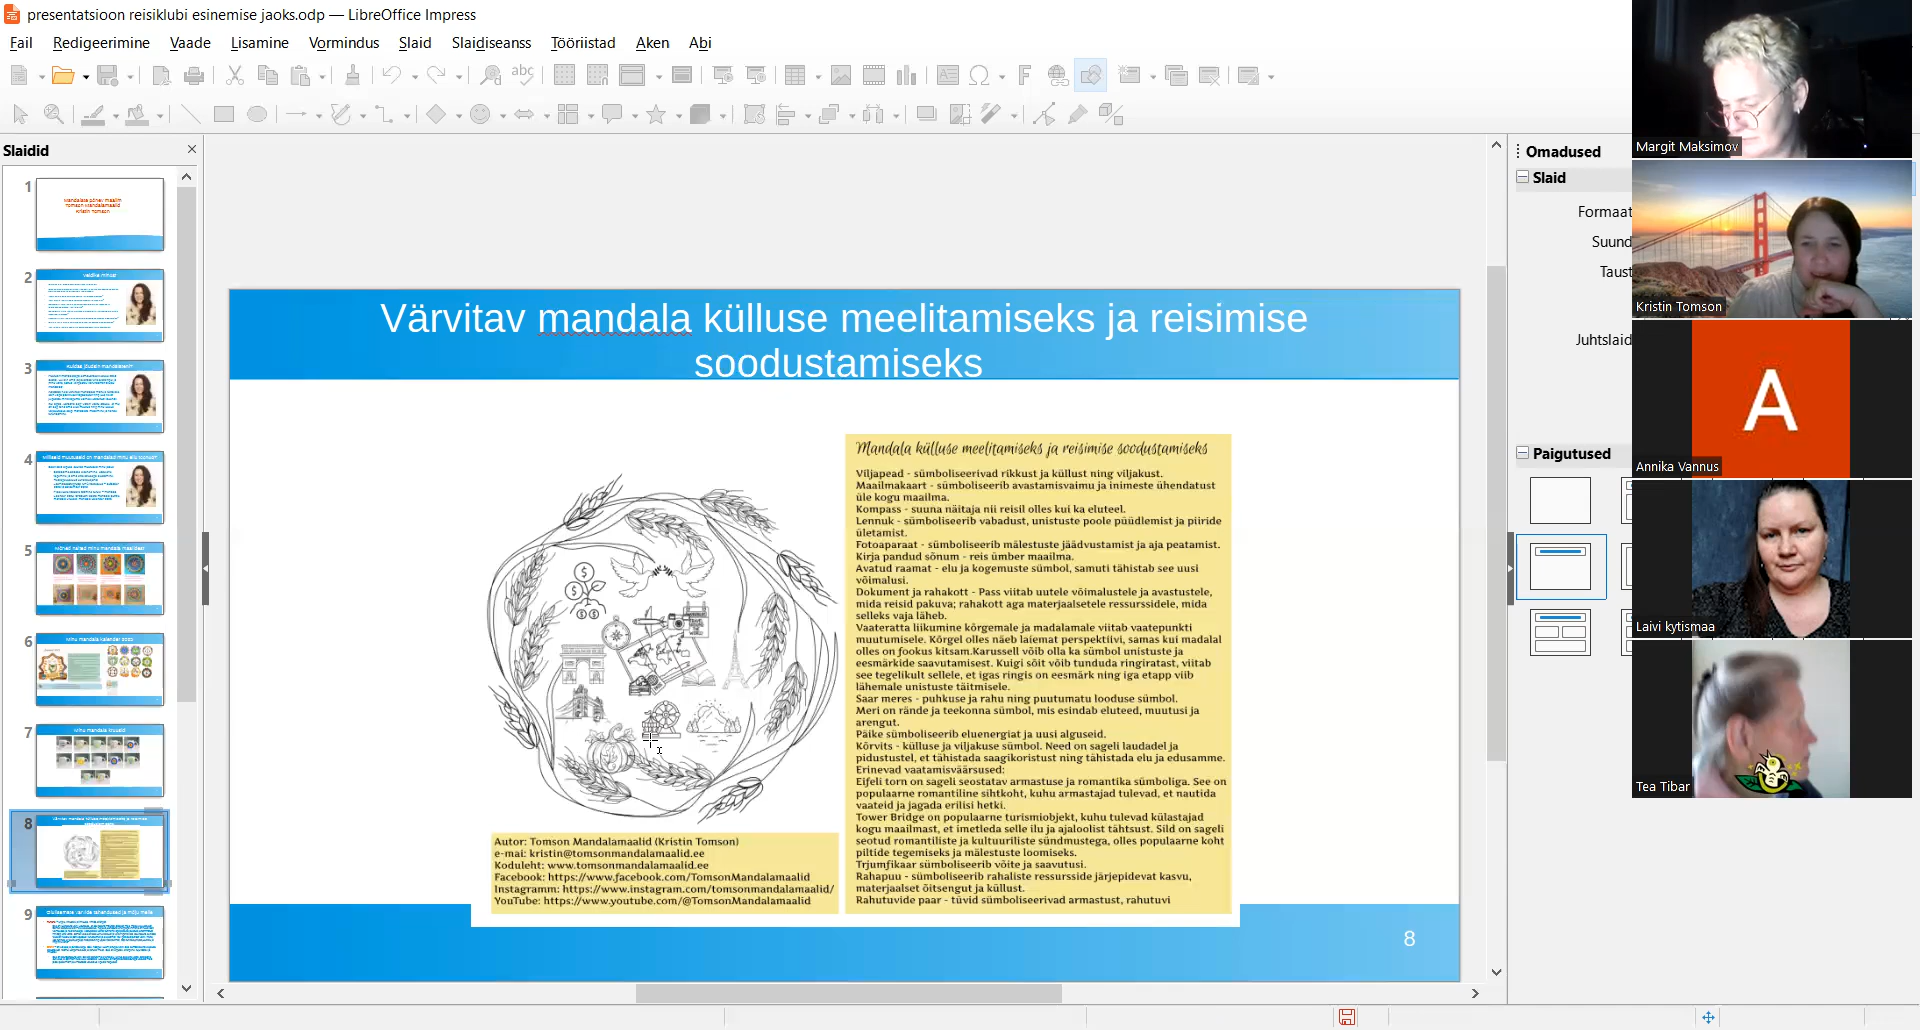 presentatsioon reisiklubi esinemise jaoks.odp — LibreOffice Impress
Fail Redigeerimine Vaade Lisamine Vormindus Slaid Slaidiseanss Tööriistad Aken Abi
Slaidid
1
2
3
4
5
6
7
8
9
Värvitav mandala külluse meelitamiseks ja reisimise
soodustamiseks
Mandala külluse meelitamiseks ja reisimise soodustamiseks
Viljapead - sümboliseerivad rikkust ja küllust ning viljakust.
Maailmakaart - sümboliseerib avastamisvaimu ja inimeste ühendatust
üle kogu maailma.
Kompass - suuna näitaja nii reisil olles kui ka eluteel.
Lennuk - sümboliseerib vabadust, unistuste poole püüdlemist ja piiride
ületamist.
Fotoaparaat - sümboliseerib mälestuste jäädvustamist ja aja peatamist.
Kirja pandud sõnum - reis ümber maailma.
Avatud raamat - elu ja kogemuste sümbol, samuti tähistab see uusi
võimalusi.
Dokument ja rahakott - Pass viitab uutele võimalustele ja avastustele,
mida reisid pakuva; rahakott aga materjaalsetele ressurssidele, mida
selleks vaja läheb.
Vaateratta liikumine kõrgemale ja madalamale viitab vaatepunkti
muutumisele. Kõrgel olles näeb laiemat perspektiivi, samas kui madalal
olles on fookus kitsam.Karussell võib olla ka sümbol unistuste ja
eesmärkide saavutamisest. Kuigi sõit võib tunduda ringiratast, viitab
see tegelikult sellele, et igas ringis on eesmärk ning iga etapp viib
lähemale unistuste täitmisele.
Saar meres - puhkuse ja rahu ning puutumatu looduse sümbol.
Meri on rände ja teekonna sümbol, mis esindab eluteed, muutusi ja
arengut.
Päike sümboliseerib eluenergiat ja uusi alguseid.
Kõrvits - külluse ja viljakuse sümbol. Need on sageli laudadel ja
pidustustel, et tähistada saagikoristust ning tähistada elu ja edusamme.
Erinevad vaatamisväärsused:
Eifeli torn on sageli seostatav armastuse ja romantika sümboliga. See on
populaarne romantiline sihtkoht, kuhu armastajad tulevad, et nautida
vaateid ja jagada erilisi hetki.
Tower Bridge on populaarne turismiobjekt, kuhu tulevad külastajad
kogu maailmast, et imetleda selle ilu ja ajaloolist tähtsust. Sild on sageli
seotud romantiliste ja kultuuriliste sündmustega, olles populaarne koht
piltide tegemiseks ja mälestuste loomiseks.
Trjumfikaar sümboliseerib võite ja saavutusi.
Rahapuu - sümboliseerib rahaliste ressursside järjepidevat kasvu,
materjaalset õitsengut ja küllust.
Rahutuvide paar - tüvid sümboliseerivad armastust, rahutuvi
Autor: Tomson Mandalamaalid (Kristin Tomson)
e-mai: kristin@tomsonmandalamaalid.ee
Koduleht: www.tomsonmandalamaalid.ee
Facebook: https://www.facebook.com/TomsonMandalamaalid
Instagramm: https://www.instagram.com/tomsonmandalamaalid/
YouTube: https://www.youtube.com/@TomsonMandalamaalid
8
Omadused
Slaid
Formaat
Suund
Taust
Juhtslaid
Paigutused
Margit Maksimov
Kristin Tomson
A
Annika Vannus
Laivi kytismaa
Tea Tibar